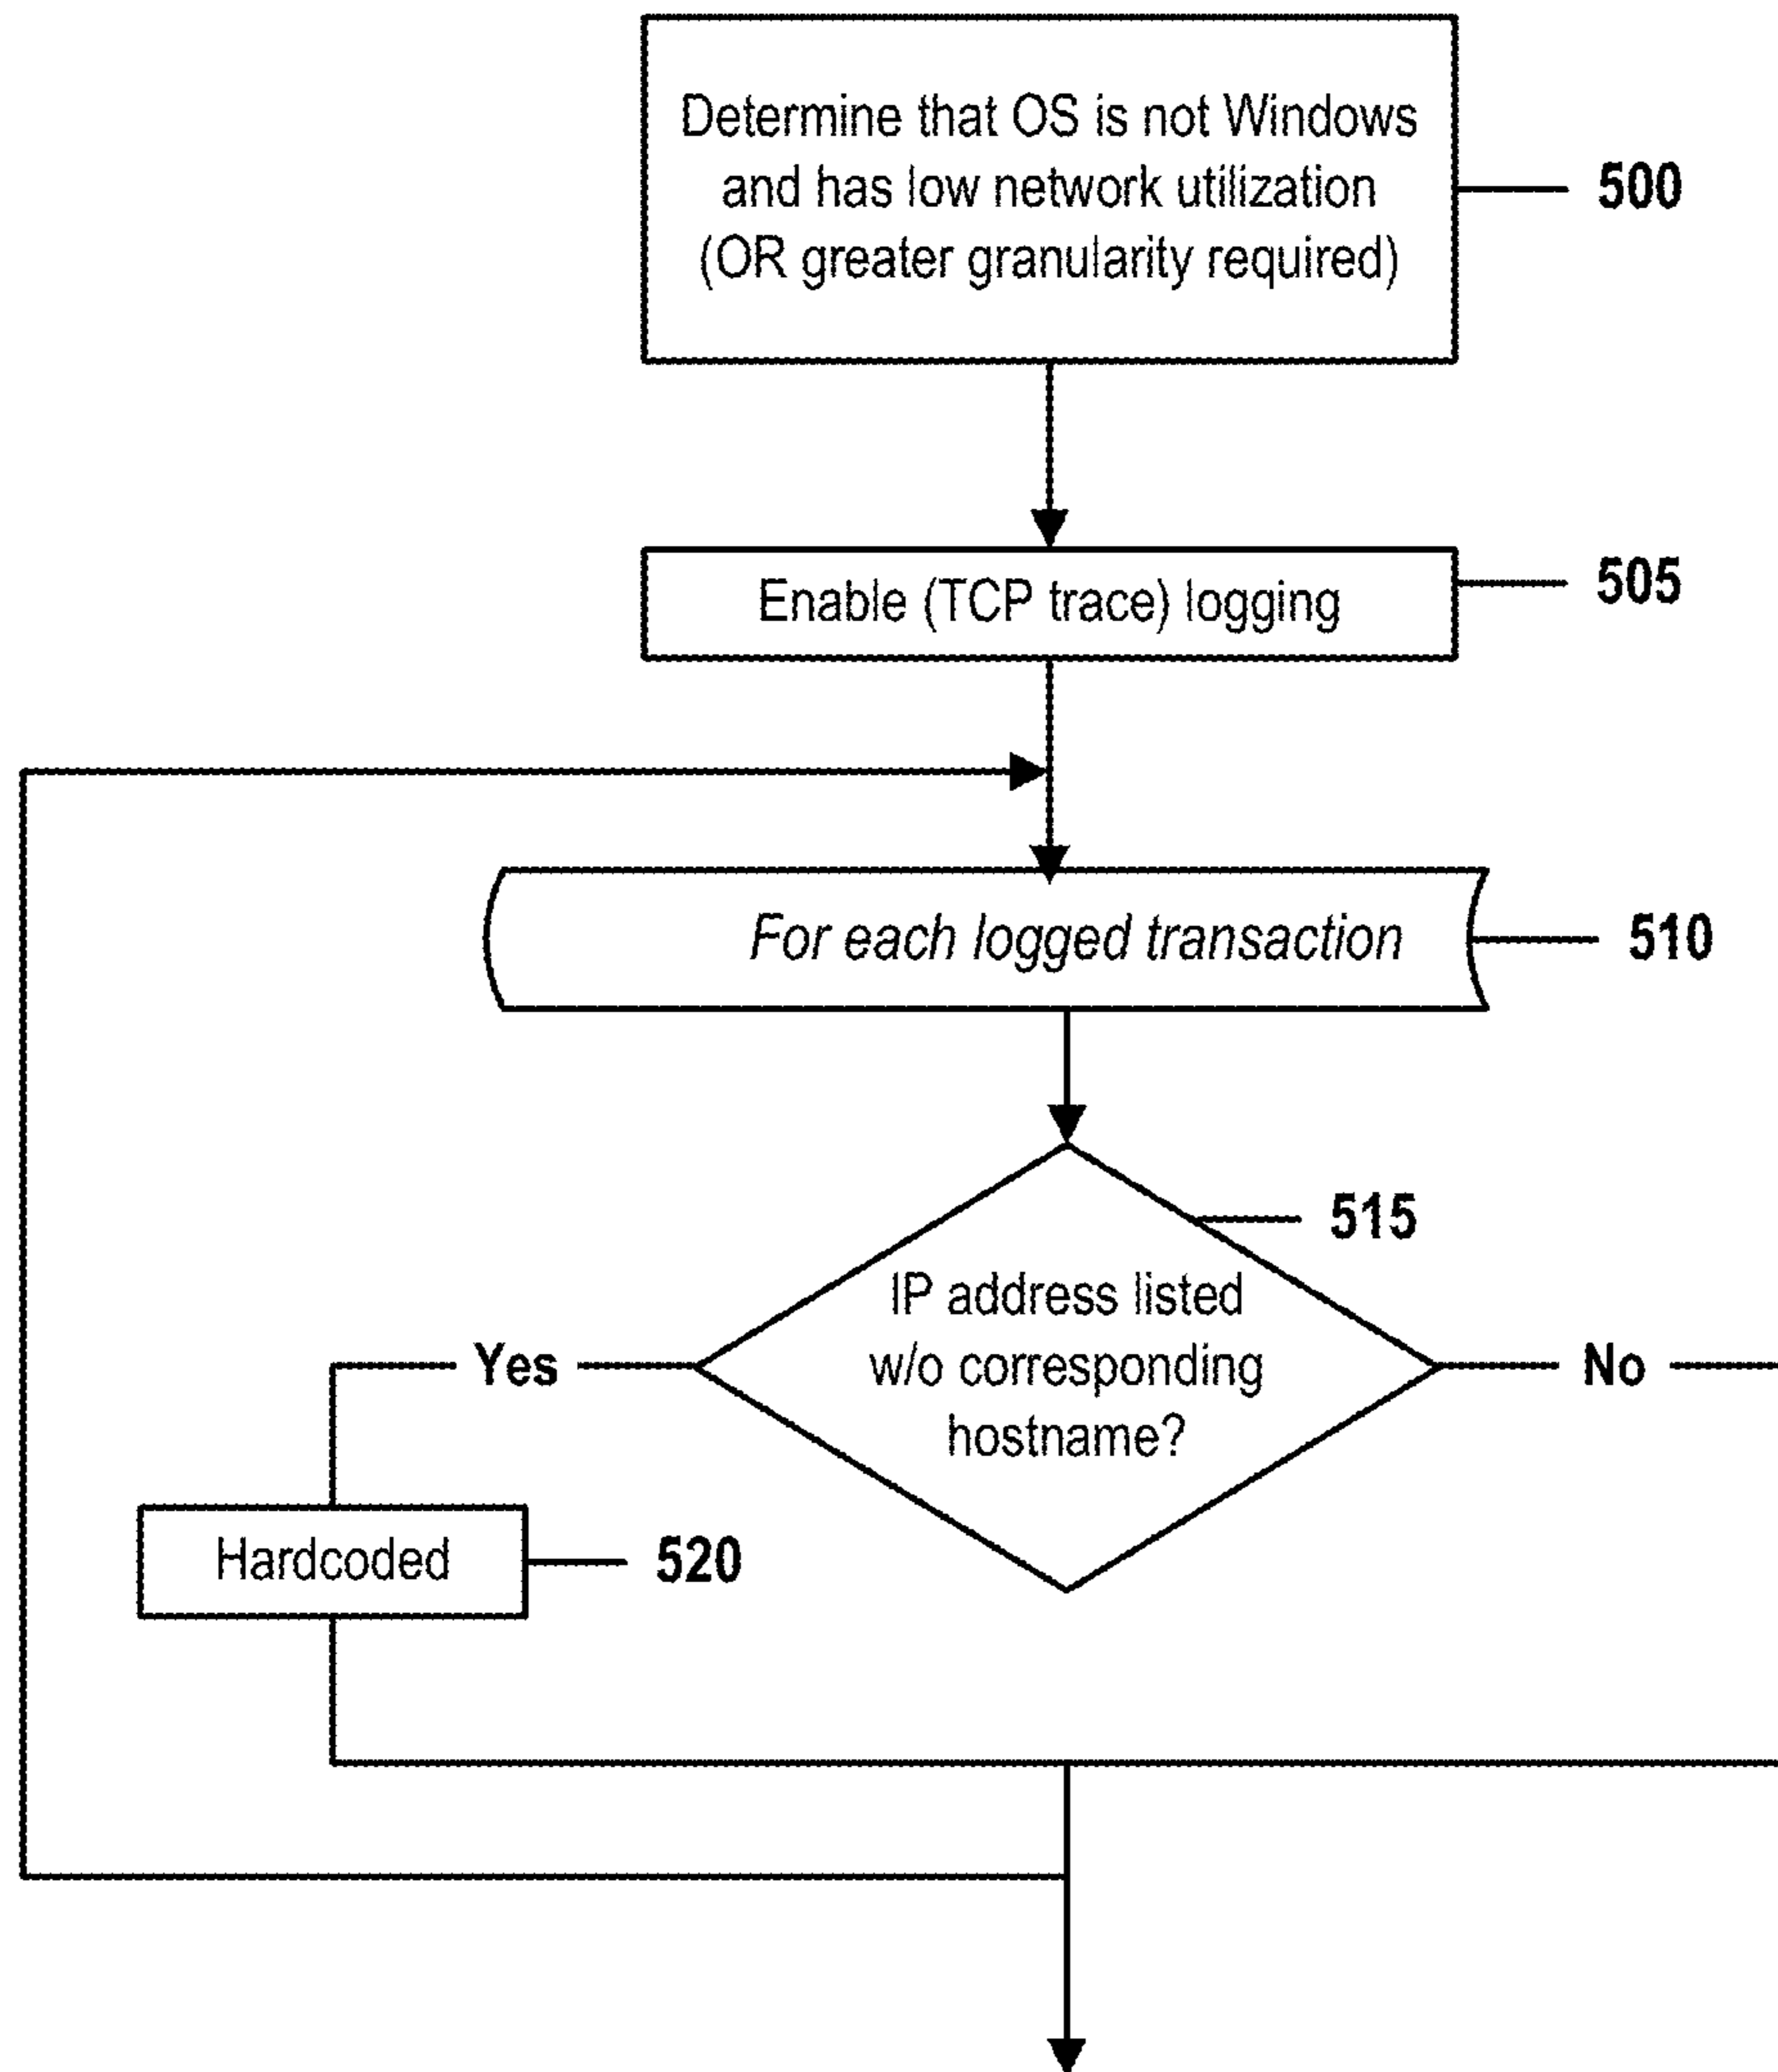 Determine that OS is not Windows
and has low network utilization
(OR greater granularity required)
500
Enable (TCP trace) logging
505
For each logged transaction
510
515
IP address listed
w/o corresponding
hostname?
Yes
No
Hardcoded
520